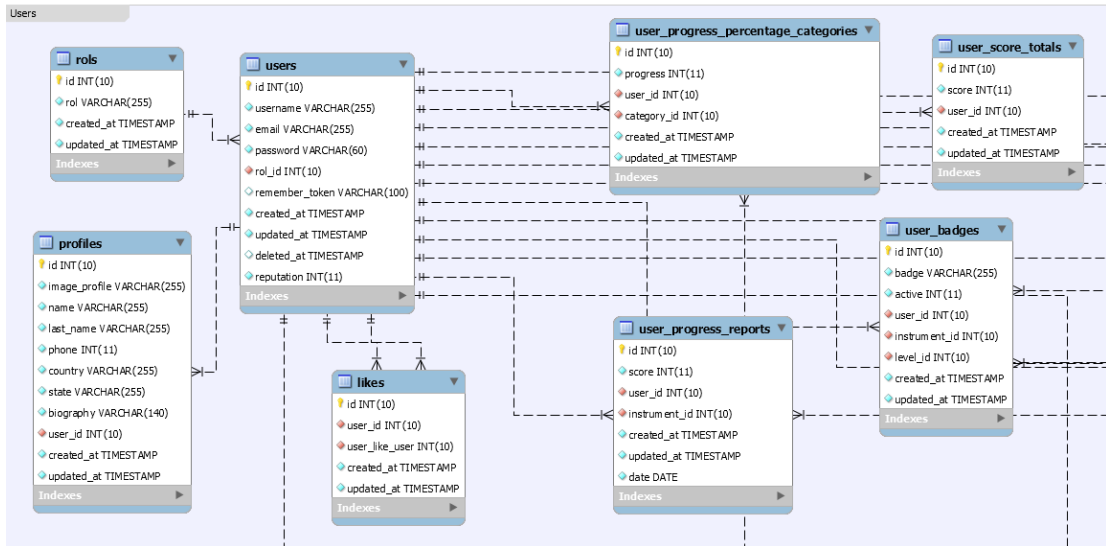 Users
rols
id INT(10)
rol VARCHAR(255)
created_at TIMESTAMP
updated_at TIMESTAMP
Indexes
users
id INT(10)
username VARCHAR(255)
email VARCHAR(255)
password VARCHAR(60)
rol_id INT(10)
remember_token VARCHAR(100)
created_at TIMESTAMP
updated_at TIMESTAMP
deleted_at TIMESTAMP
reputation INT(11)
Indexes
user_progress_percentage_categories
id INT(10)
progress INT(11)
user_id INT(10)
category_id INT(10)
created_at TIMESTAMP
updated_at TIMESTAMP
Indexes
user_score_totals
id INT(10)
score INT(11)
user_id INT(10)
created_at TIMESTAMP
updated_at TIMESTAMP
Indexes
profiles
id INT(10)
image_profile VARCHAR(255)
name VARCHAR(255)
last_name VARCHAR(255)
phone INT(11)
country VARCHAR(255)
state VARCHAR(255)
biography VARCHAR(140)
user_id INT(10)
created_at TIMESTAMP
updated_at TIMESTAMP
Indexes
likes
id INT(10)
user_id INT(10)
user_like_user INT(10)
created_at TIMESTAMP
updated_at TIMESTAMP
Indexes
user_progress_reports
id INT(10)
score INT(11)
user_id INT(10)
instrument_id INT(10)
created_at TIMESTAMP
updated_at TIMESTAMP
date DATE
Indexes
user_badges
id INT(10)
badge VARCHAR(255)
active INT(11)
user_id INT(10)
instrument_id INT(10)
level_id INT(10)
created_at TIMESTAMP
updated_at TIMESTAMP
Indexes